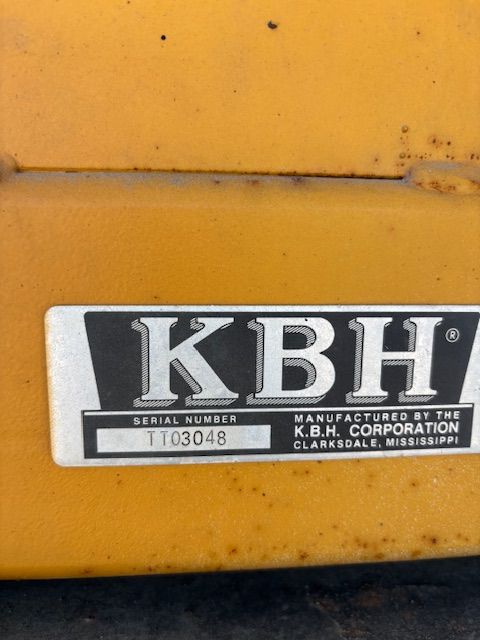 KBH®
SERIAL NUMBER
TT03048
MANUFACTURED BY THE
K.B.H. CORPORATION
CLARKSDALE, MISSISSIPPI